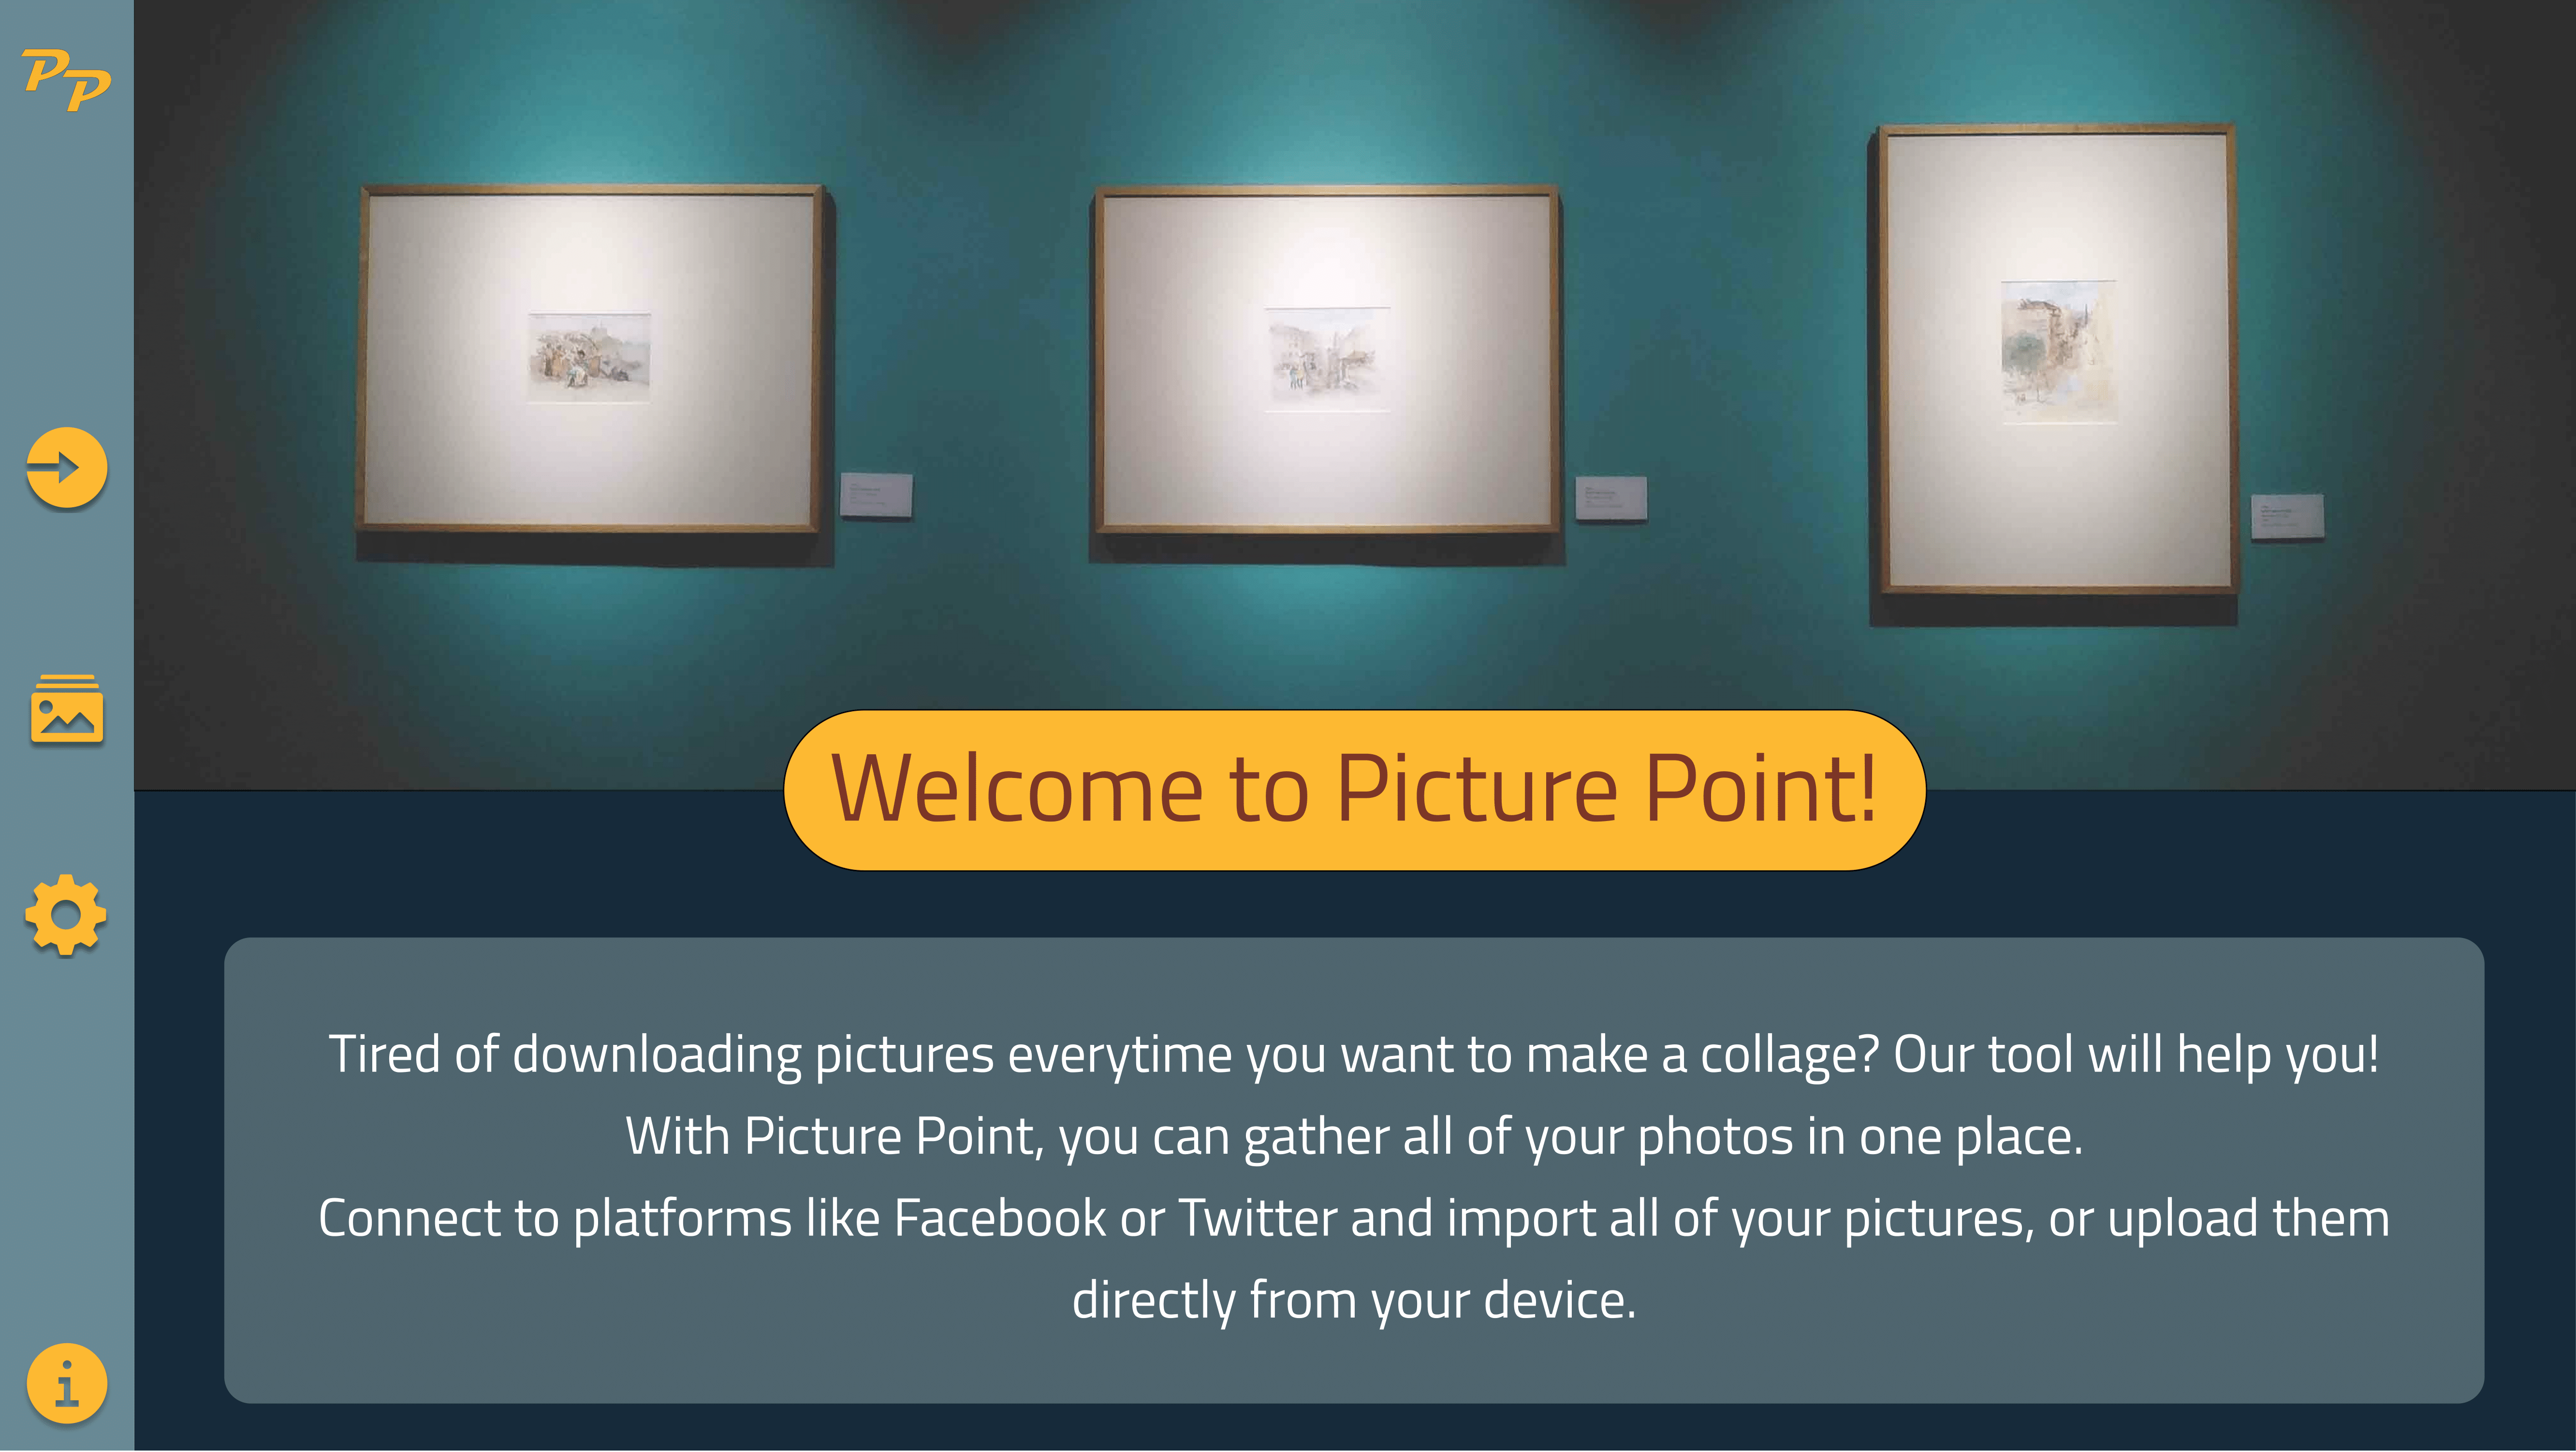 PP
Welcome to Picture Point!
Tired of downloading pictures everytime you want to make a collage? Our tool will help you!
With Picture Point, you can gather all of your photos in one place.
Connect to platforms like Facebook or Twitter and import all of your pictures, or upload them
directly from your device.
i